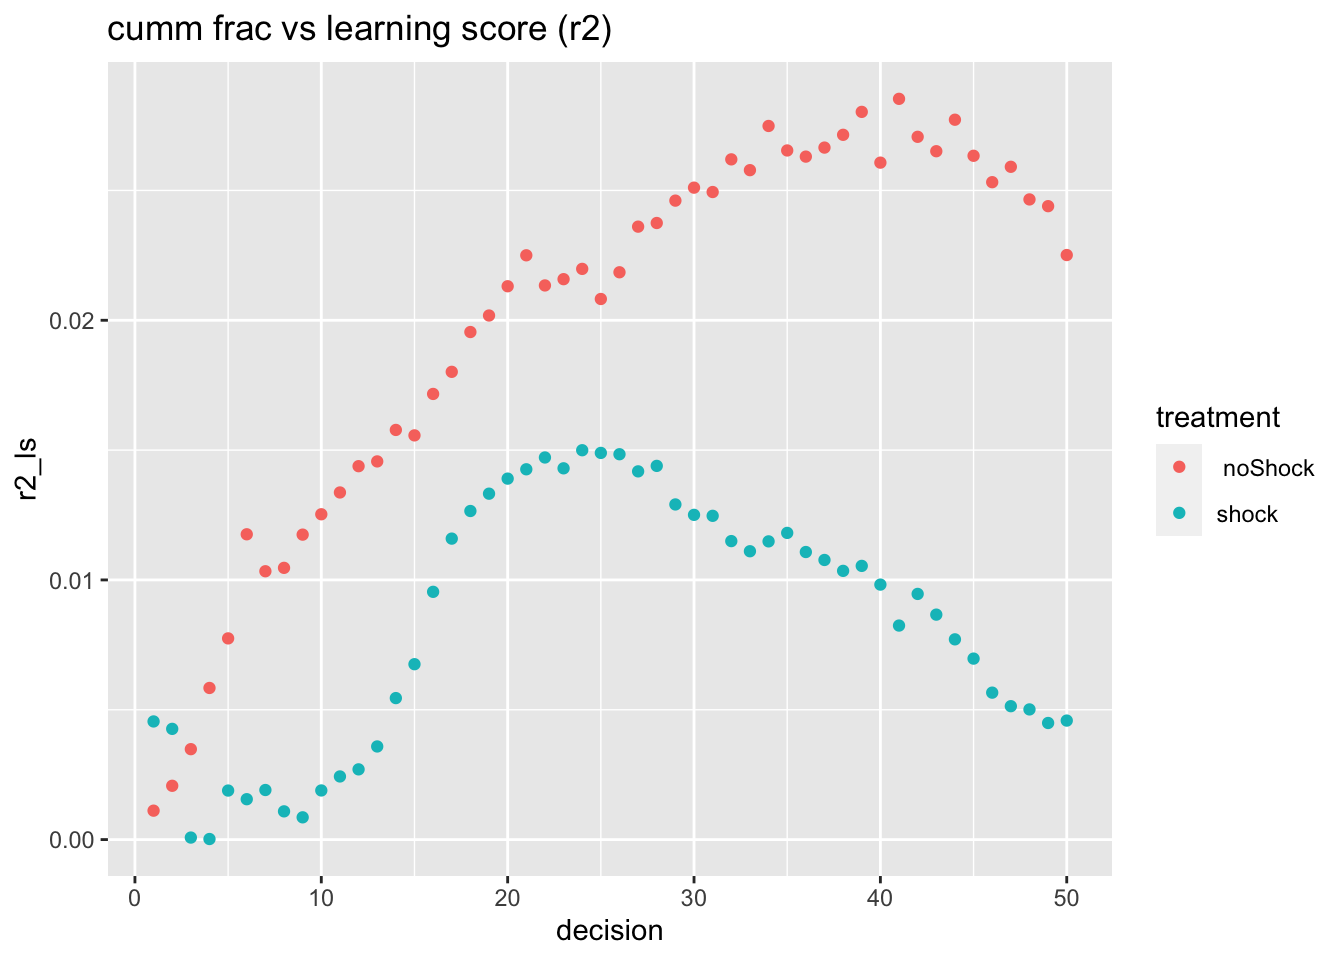 cumm frac vs learning score (r2)
r2_ls
0.02
0.01
0.00
0 10 20 30 40 50
decision
treatment
noShock
shock